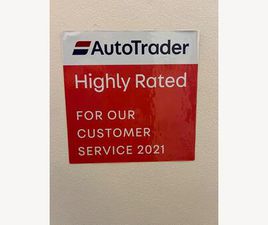 AutoTrader
Highly Rated
FOR OUR
CUSTOMER
SERVICE 2021